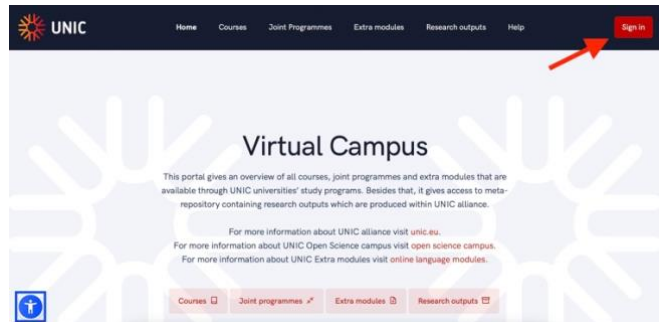 UNIC
Home Courses Joint Programmes Extra modules Research outputs Help Sign in
Virtual Campus
This portal gives an overview of all courses, joint programmes and extra modules that are
available through UNIC universities' study programs. Besides that, it gives access to meta-
repository containing research outputs which are produced within UNIC alliance.
For more information about UNIC alliance visit unic.eu.
For more information about UNIC Open Science campus visit open science campus.
For more information about UNIC Extra modules visit online language modules.
Courses Joint programmes Extra modules Research outputs